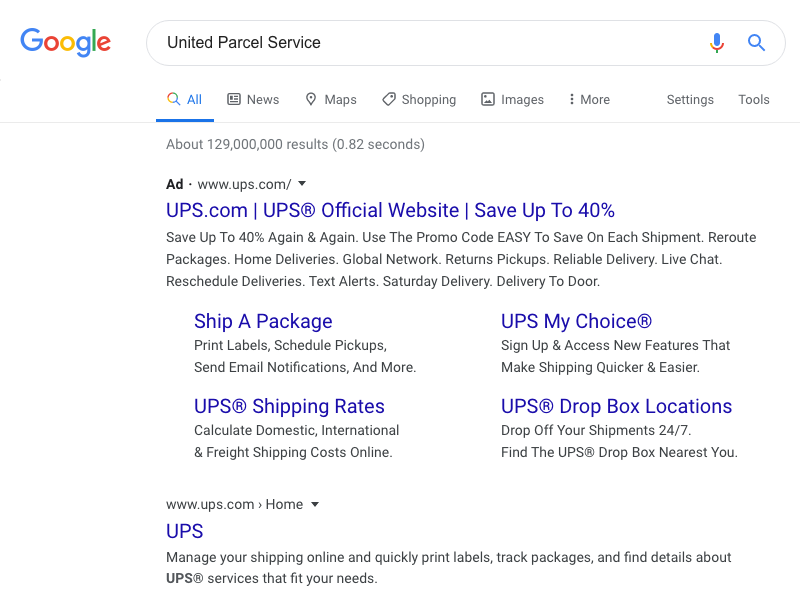 Google
United Parcel Service
All News Maps Shopping Images More Settings Tools
About 129,000,000 results (0.82 seconds)
Ad · www.ups.com/
UPS.com | UPS® Official Website | Save Up To 40%
Save Up To 40% Again & Again. Use The Promo Code EASY To Save On Each Shipment. Reroute
Packages. Home Deliveries. Global Network. Returns Pickups. Reliable Delivery. Live Chat.
Reschedule Deliveries. Text Alerts. Saturday Delivery. Delivery To Door.
Ship A Package
Print Labels, Schedule Pickups,
Send Email Notifications, And More.
UPS My Choice®
Sign Up & Access New Features That
Make Shipping Quicker & Easier.
UPS® Shipping Rates
Calculate Domestic, International
& Freight Shipping Costs Online.
UPS® Drop Box Locations
Drop Off Your Shipments 24/7.
Find The UPS® Drop Box Nearest You.
www.ups.com › Home
UPS
Manage your shipping online and quickly print labels, track packages, and find details about
UPS® services that fit your needs.